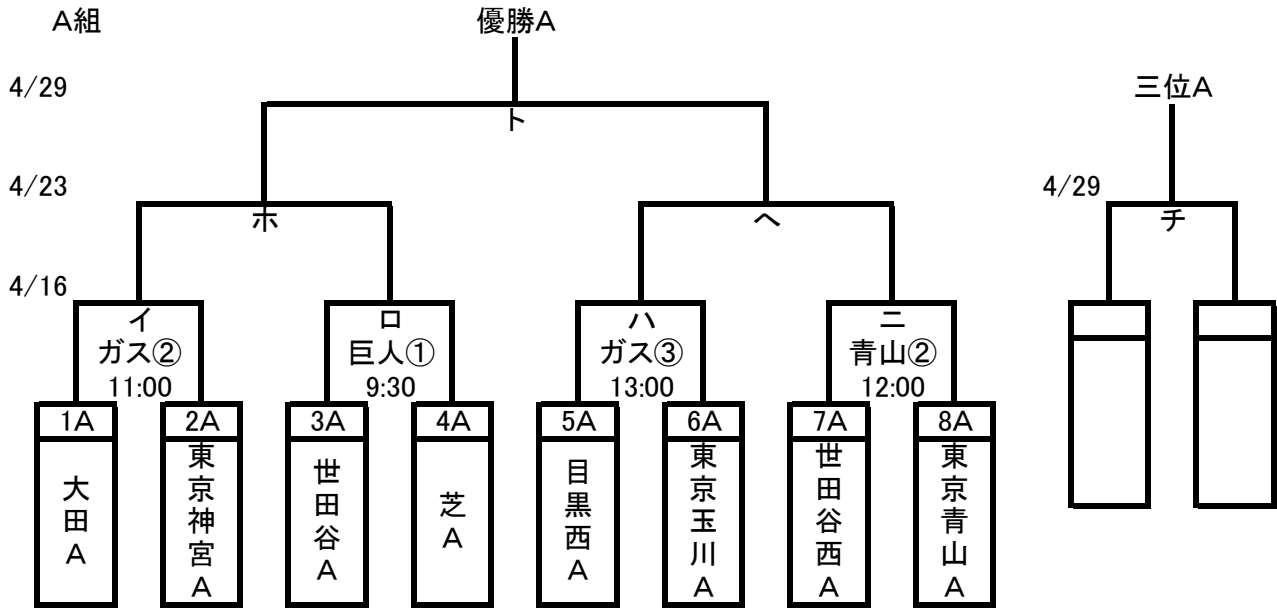 A組
優勝A
4/29
三位A
ト
4/23
4/29
ホ
ヘ
チ
4/16
イ
ロ
ハ
ニ
ガス②
巨人①
ガス③
青山②
11:00
9:30
13:00
12:00
1A
2A
3A
4A
5A
6A
7A
8A
大田A
東京神宮A
世田谷A
芝A
目黒西A
東京玉川A
世田谷西A
東京青山A